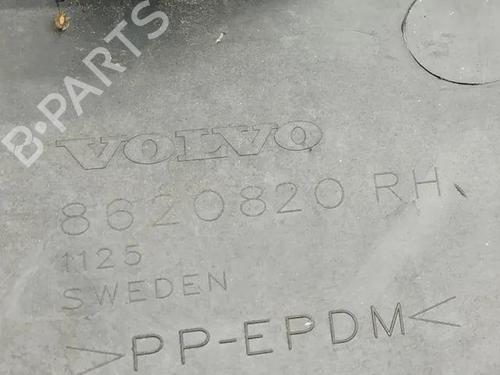 B·PARTS
VOLVO
8620820 RH
1125
SWEDEN
>PP-EPDM<